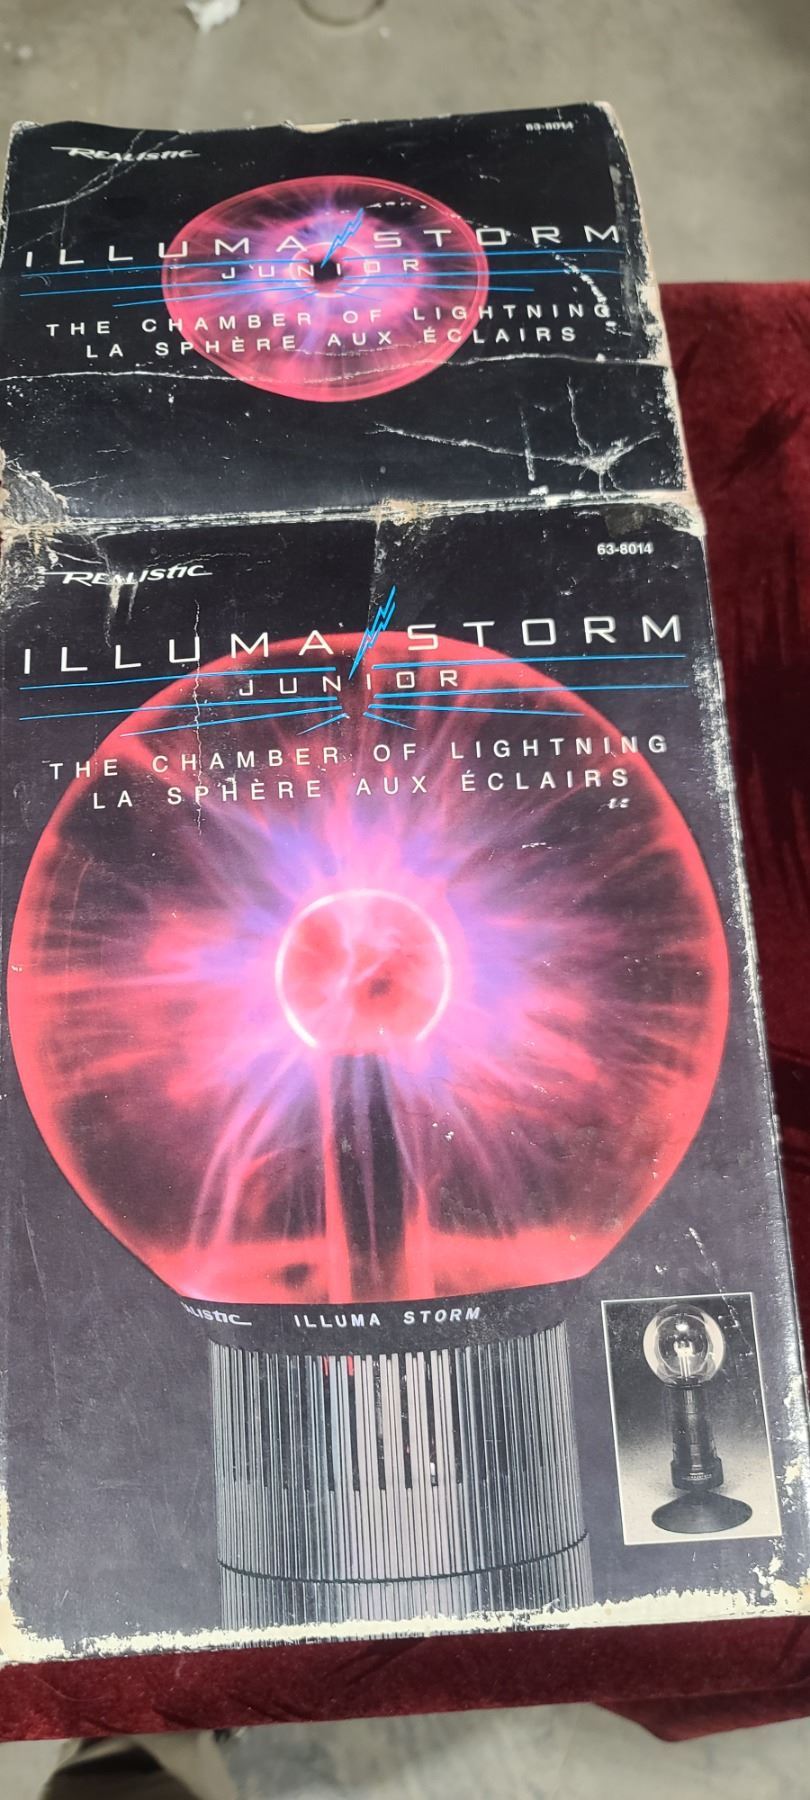 REALISTIC
63-8014
ILLUMA STORM
JUNIOR
THE CHAMBER OF LIGHTNING
LA SPHÈRE AUX ÉCLAIRS
REALISTIC
63-8014
ILLUMA STORM
JUNIOR
THE CHAMBER OF LIGHTNING
LA SPHÈRE AUX ÉCLAIRS
ILLUMA STORM